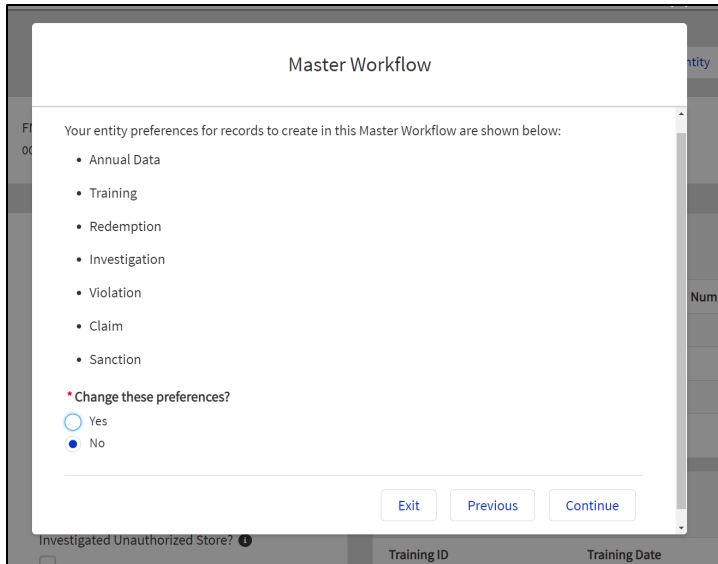 Master Workflow
ntity
Your entity preferences for records to create in this Master Workflow are shown below:
• Annual Data
• Training
• Redemption
• Investigation
• Violation
• Claim
• Sanction
Num
* Change these preferences?
Yes
No
Exit Previous Continue
Investigated Unauthorized Store?
Training ID Training Date